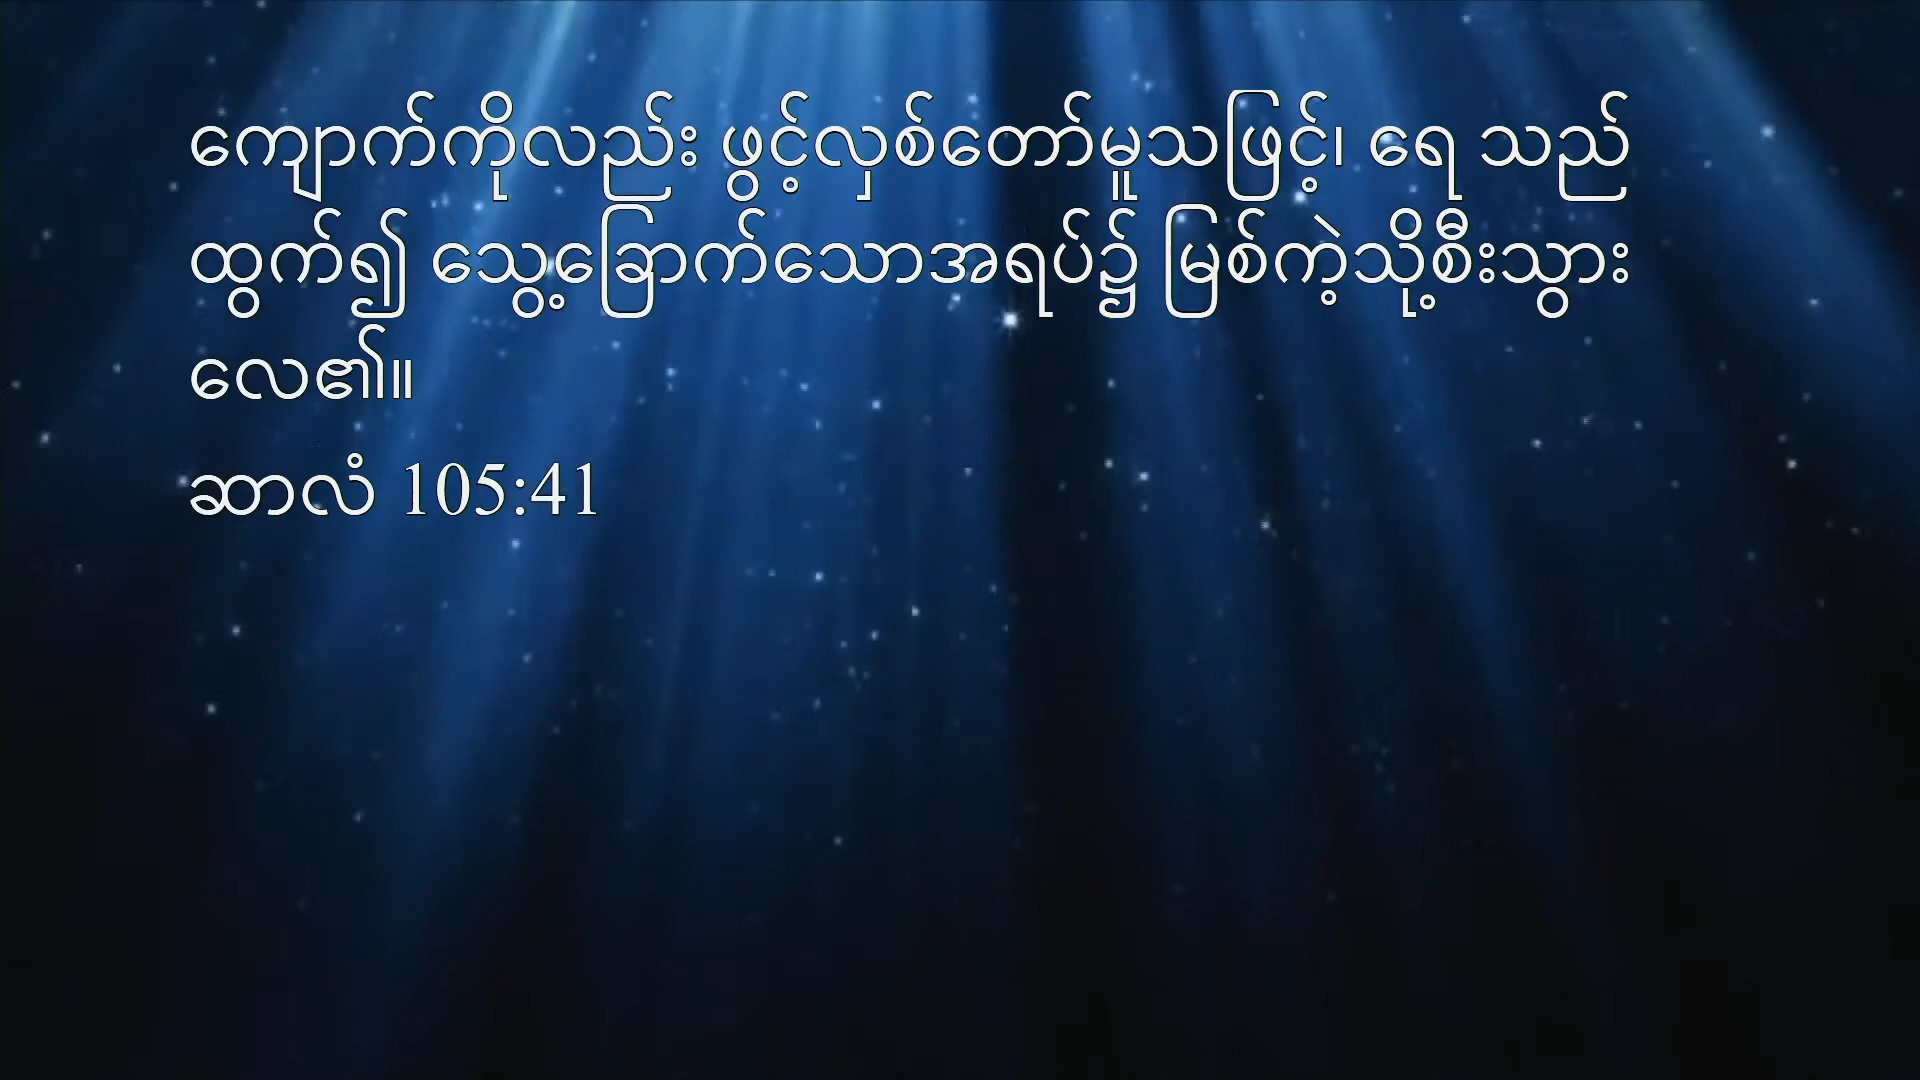 ကျောက်ကိုလည်း ဖွင့်လှစ်တော်မူသဖြင့်၊ ရေ သည်
ထွက်၍ သွေ့ခြောက်သောအရပ်၌ မြစ်ကဲ့သို့စီးသွား
လေ၏။
ဆာလံ 105:41